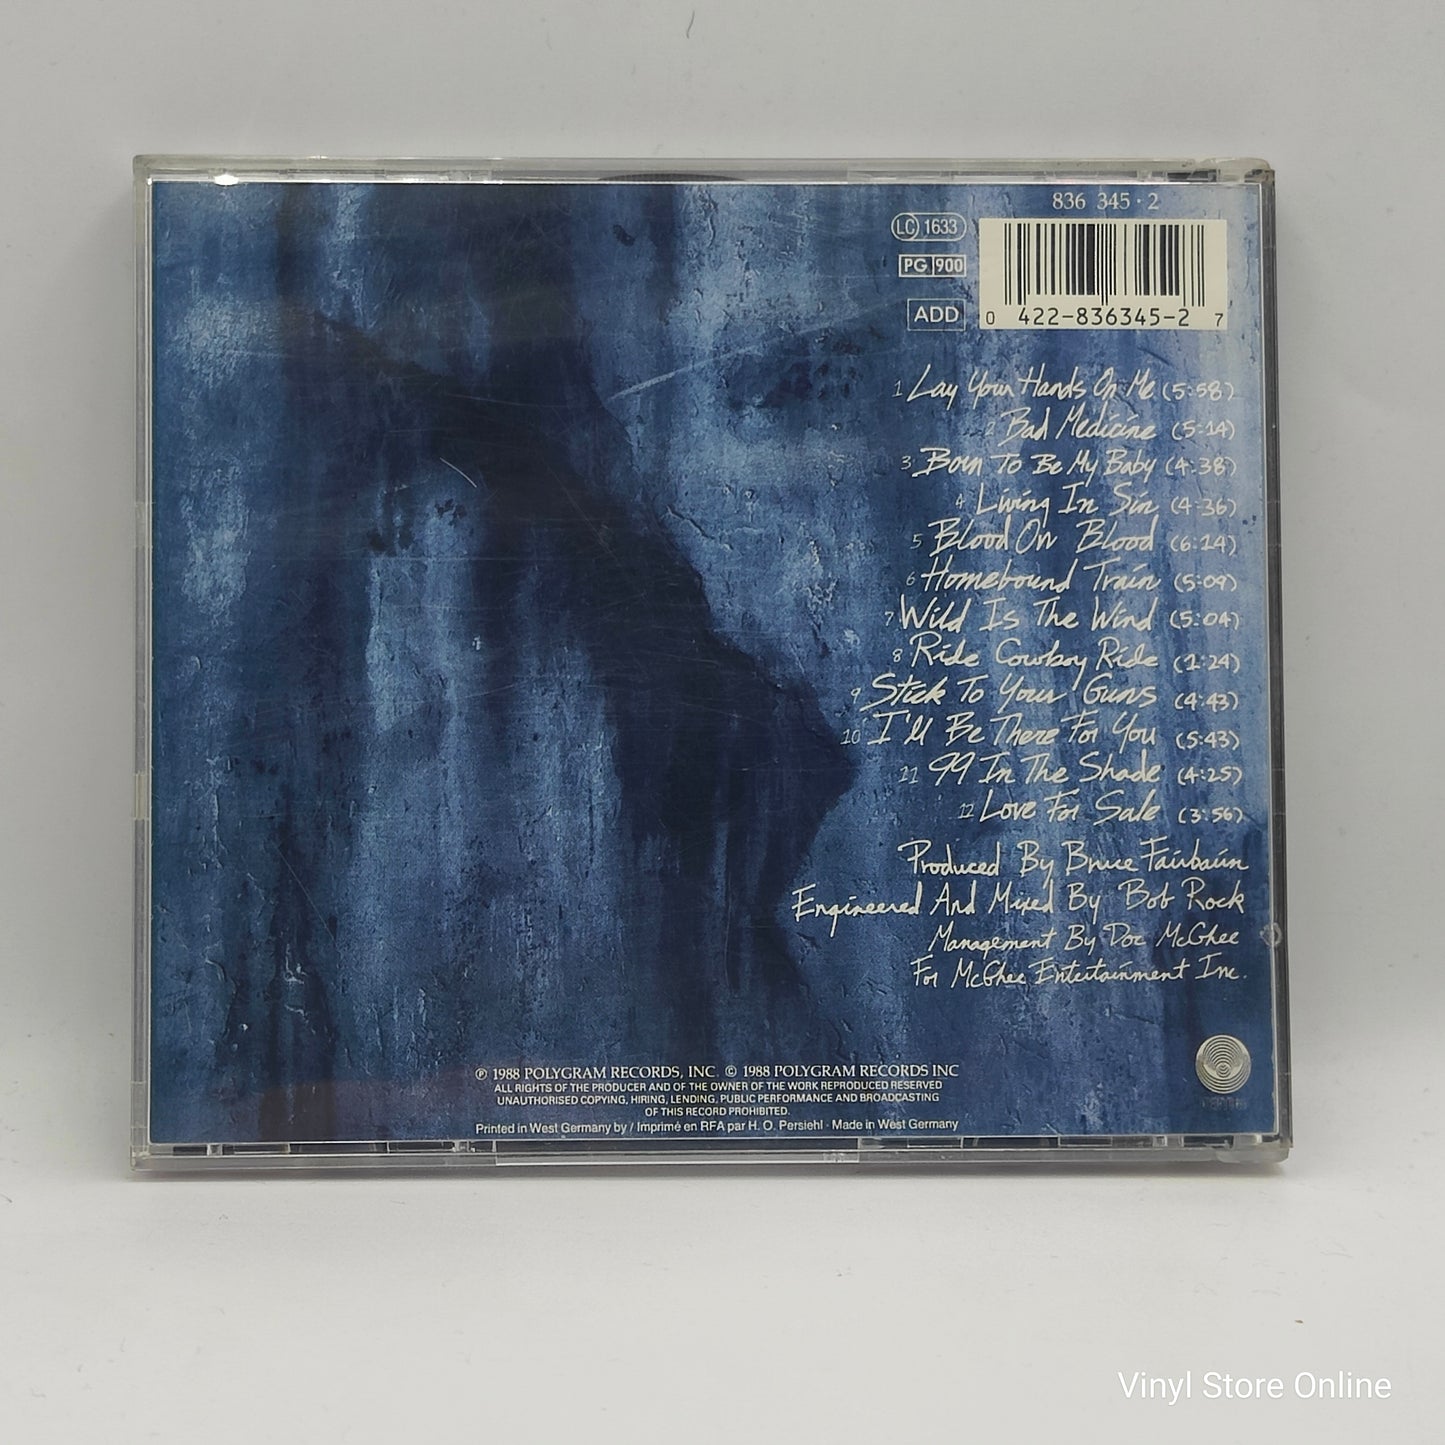 836 345 · 2
LC 1633
PG 900
ADD
0 422-836345-2 7
1 Lay Your Hands On Me (5:58)
2 Bad Medicine (5:14)
3 Born To Be My Baby (4:38)
4 Living In Sin (4:36)
5 Blood On Blood (6:14)
6 Homebound Train (5:09)
7 Wild Is The Wind (5:04)
8 Ride Cowboy Ride (1:24)
9 Stick To Your Guns (4:43)
10 I'll Be There For You (5:43)
11 99 In The Shade (4:25)
12 Love For Sale (3:56)
Produced By Bruce Fairbairn
Engineered And Mixed By Bob Rock
Management By Doc McGhee
For McGhee Entertainment Inc.
℗ 1988 POLYGRAM RECORDS, INC. © 1988 POLYGRAM RECORDS INC
ALL RIGHTS OF THE PRODUCER AND OF THE OWNER OF THE WORK REPRODUCED RESERVED
UNAUTHORISED COPYING, HIRING, LENDING, PUBLIC PERFORMANCE AND BROADCASTING
OF THIS RECORD PROHIBITED.
Printed in West Germany by / Imprimé en RFA par H. O. Persiehl · Made in West Germany
Vinyl Store Online